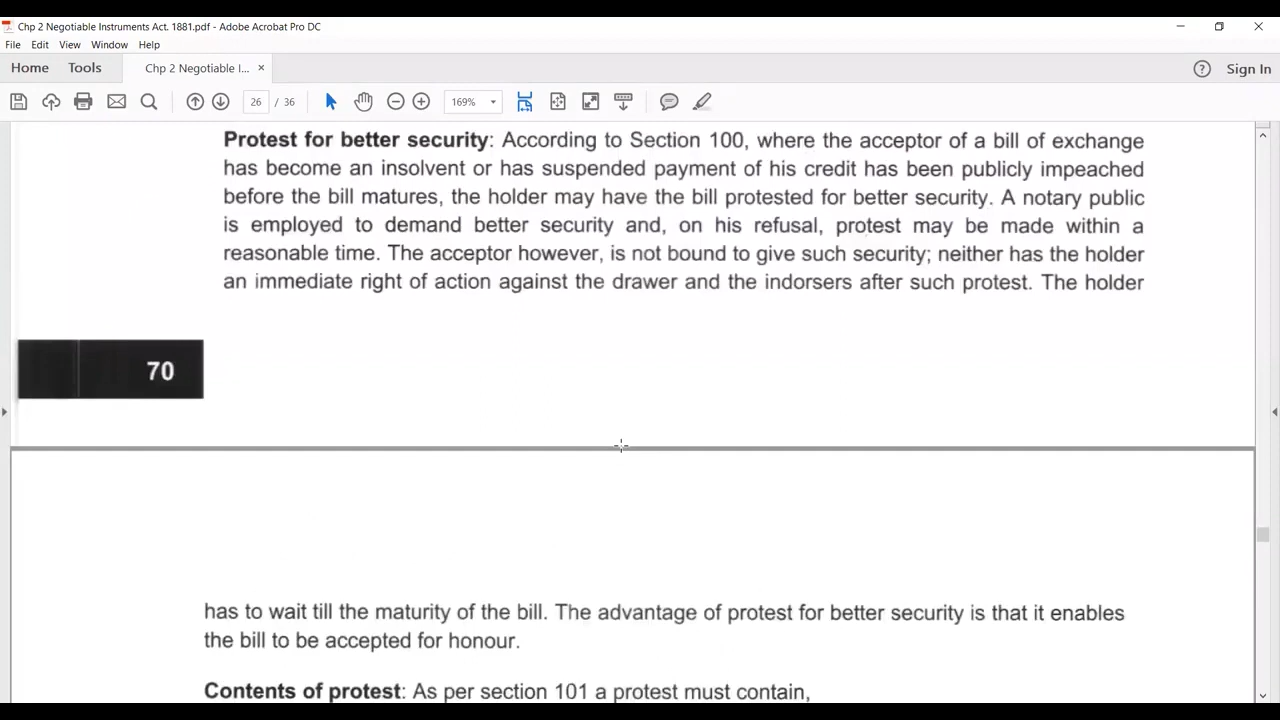 Chp 2 Negotiable Instruments Act. 1881.pdf - Adobe Acrobat Pro DC
File Edit View Window Help
Home Tools Chp 2 Negotiable I... × ? Sign In
26 / 36 169%
Protest for better security: According to Section 100, where the acceptor of a bill of exchange
has become an insolvent or has suspended payment of his credit has been publicly impeached
before the bill matures, the holder may have the bill protested for better security. A notary public
is employed to demand better security and, on his refusal, protest may be made within a
reasonable time. The acceptor however, is not bound to give such security; neither has the holder
an immediate right of action against the drawer and the indorsers after such protest. The holder
70
has to wait till the maturity of the bill. The advantage of protest for better security is that it enables
the bill to be accepted for honour.
Contents of protest: As per section 101 a protest must contain,